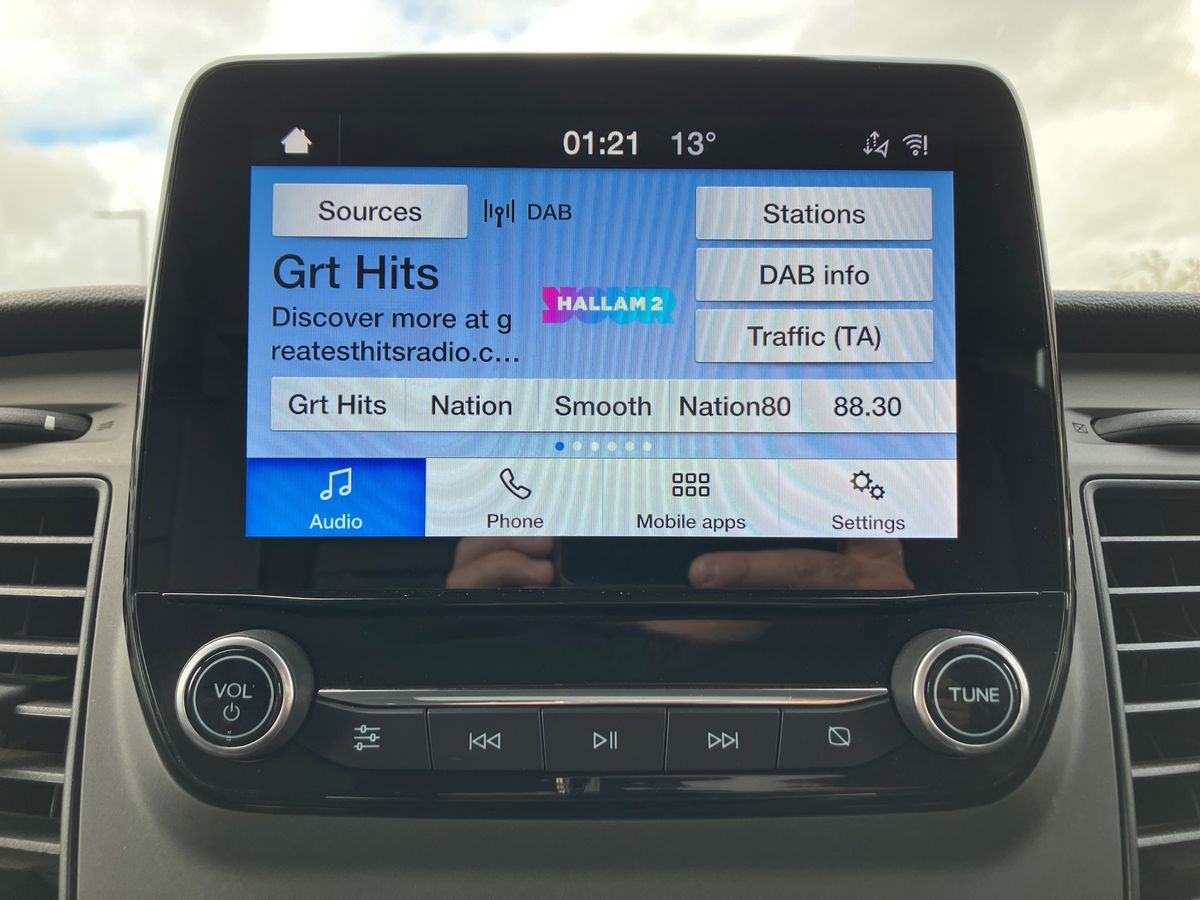 01:21 13°
Sources DAB Stations
Grt Hits
DAB info
HALLAM 2
Discover more at g
Traffic (TA)
reatesthitsradio.c...
Grt Hits Nation Smooth Nation80 88.30
Audio Phone Mobile apps Settings
VOL TUNE